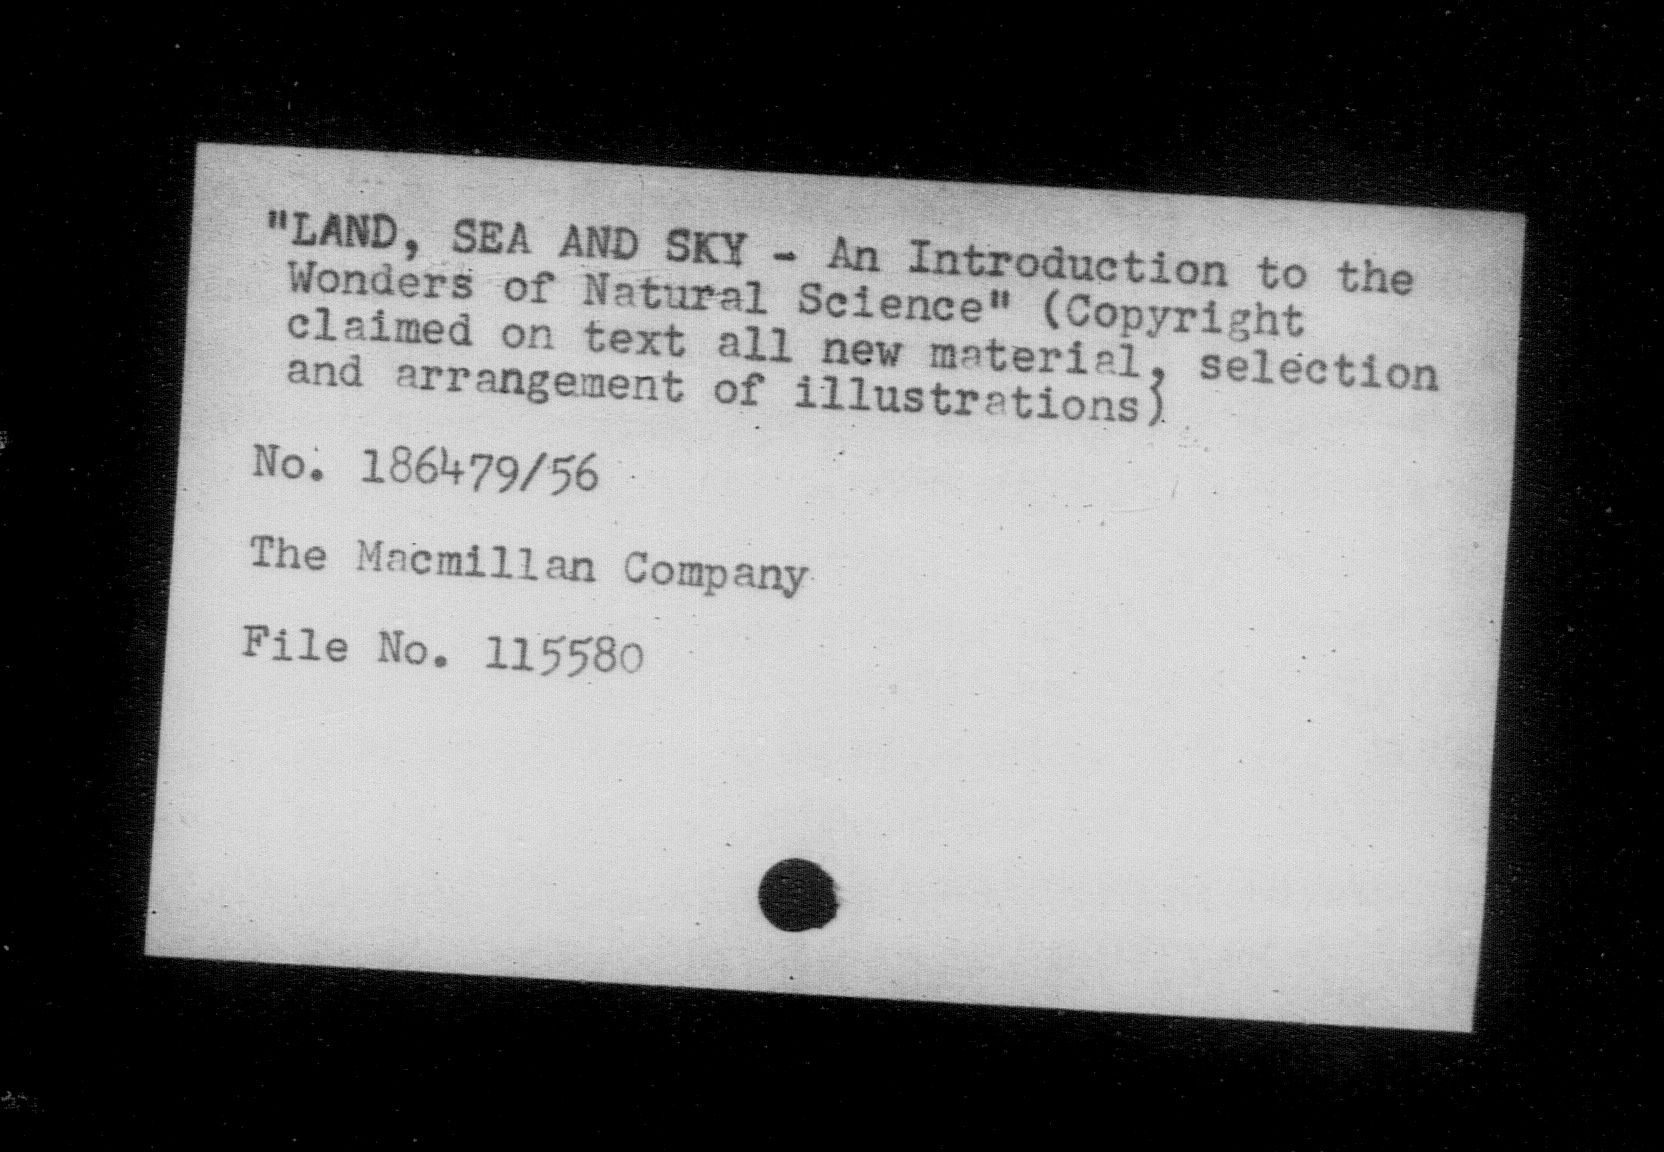 "LAND, SEA AND SKY - An Introduction to the
Wonders of Natural Science" (Copyright
claimed on text all new material, selection
and arrangement of illustrations)
No. 186479/56
The Macmillan Company
File No. 115580